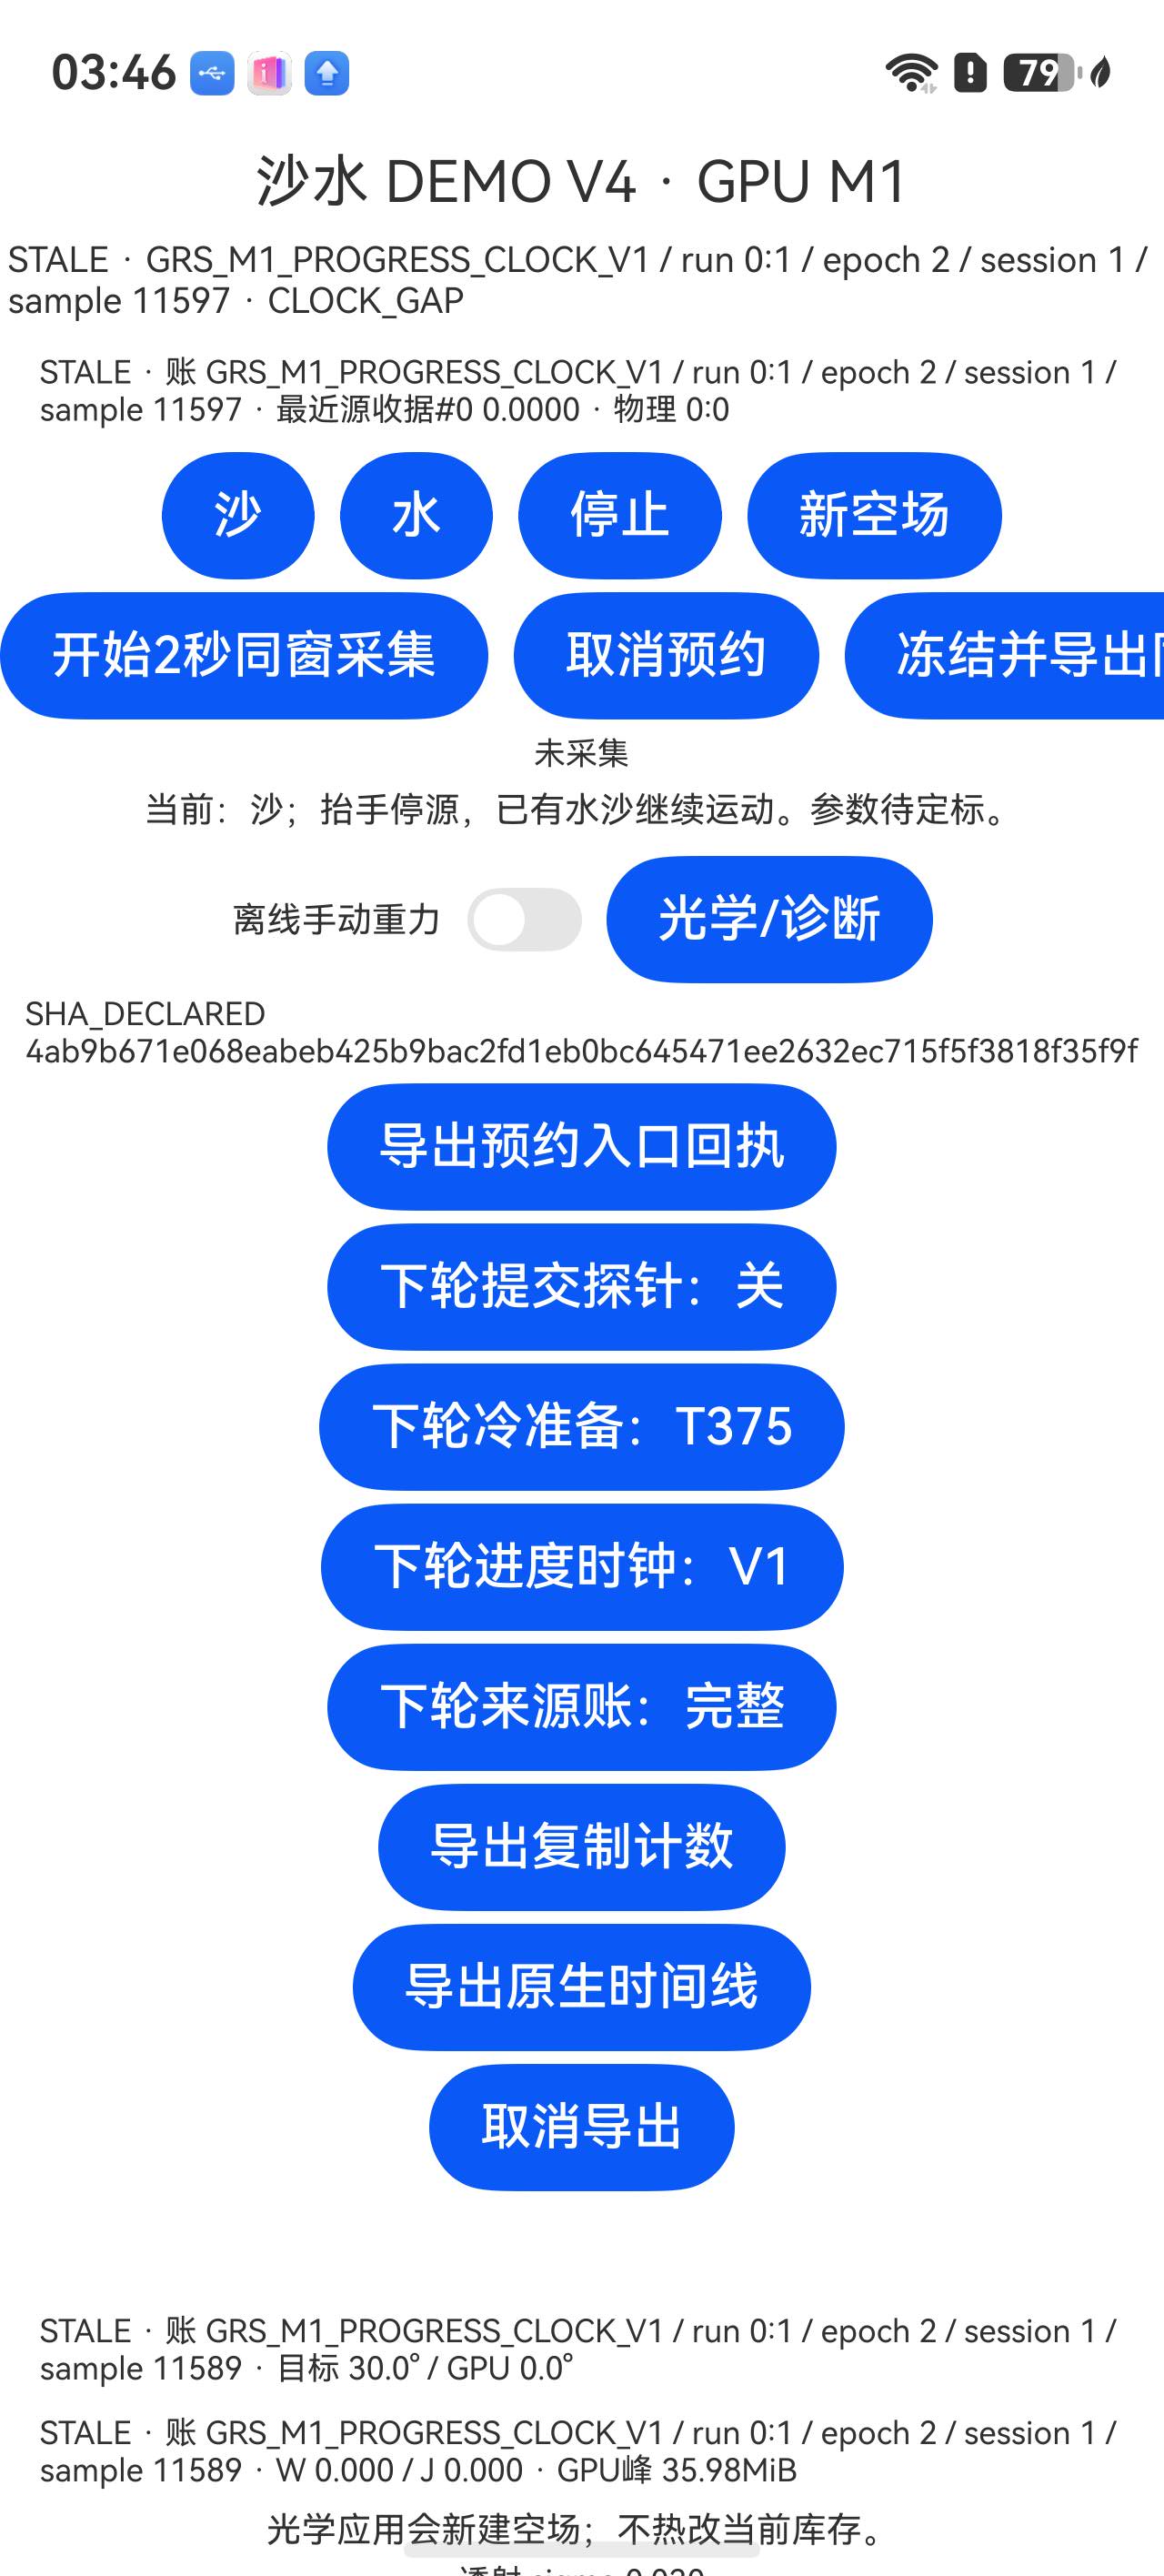 03:46
79
沙水 DEMO V4 · GPU M1
STALE · GRS_M1_PROGRESS_CLOCK_V1 / run 0:1 / epoch 2 / session 1 /
sample 11597 · CLOCK_GAP
STALE · 账 GRS_M1_PROGRESS_CLOCK_V1 / run 0:1 / epoch 2 / session 1 /
sample 11597 · 最近源收据#0 0.0000 · 物理 0:0
沙 水 停止 新空场
开始2秒同窗采集 取消预约 冻结并导出
未采集
当前：沙；抬手停源，已有水沙继续运动。参数待定标。
离线手动重力 光学/诊断
SHA_DECLARED
4ab9b671e068eabeb425b9bac2fd1eb0bc645471ee2632ec715f5f3818f35f9f
导出预约入口回执
下轮提交探针：关
下轮冷准备：T375
下轮进度时钟：V1
下轮来源账：完整
导出复制计数
导出原生时间线
取消导出
STALE · 账 GRS_M1_PROGRESS_CLOCK_V1 / run 0:1 / epoch 2 / session 1 /
sample 11589 · 目标 30.0° / GPU 0.0°
STALE · 账 GRS_M1_PROGRESS_CLOCK_V1 / run 0:1 / epoch 2 / session 1 /
sample 11589 · W 0.000 / J 0.000 · GPU峰 35.98MiB
光学应用会新建空场；不热改当前库存。